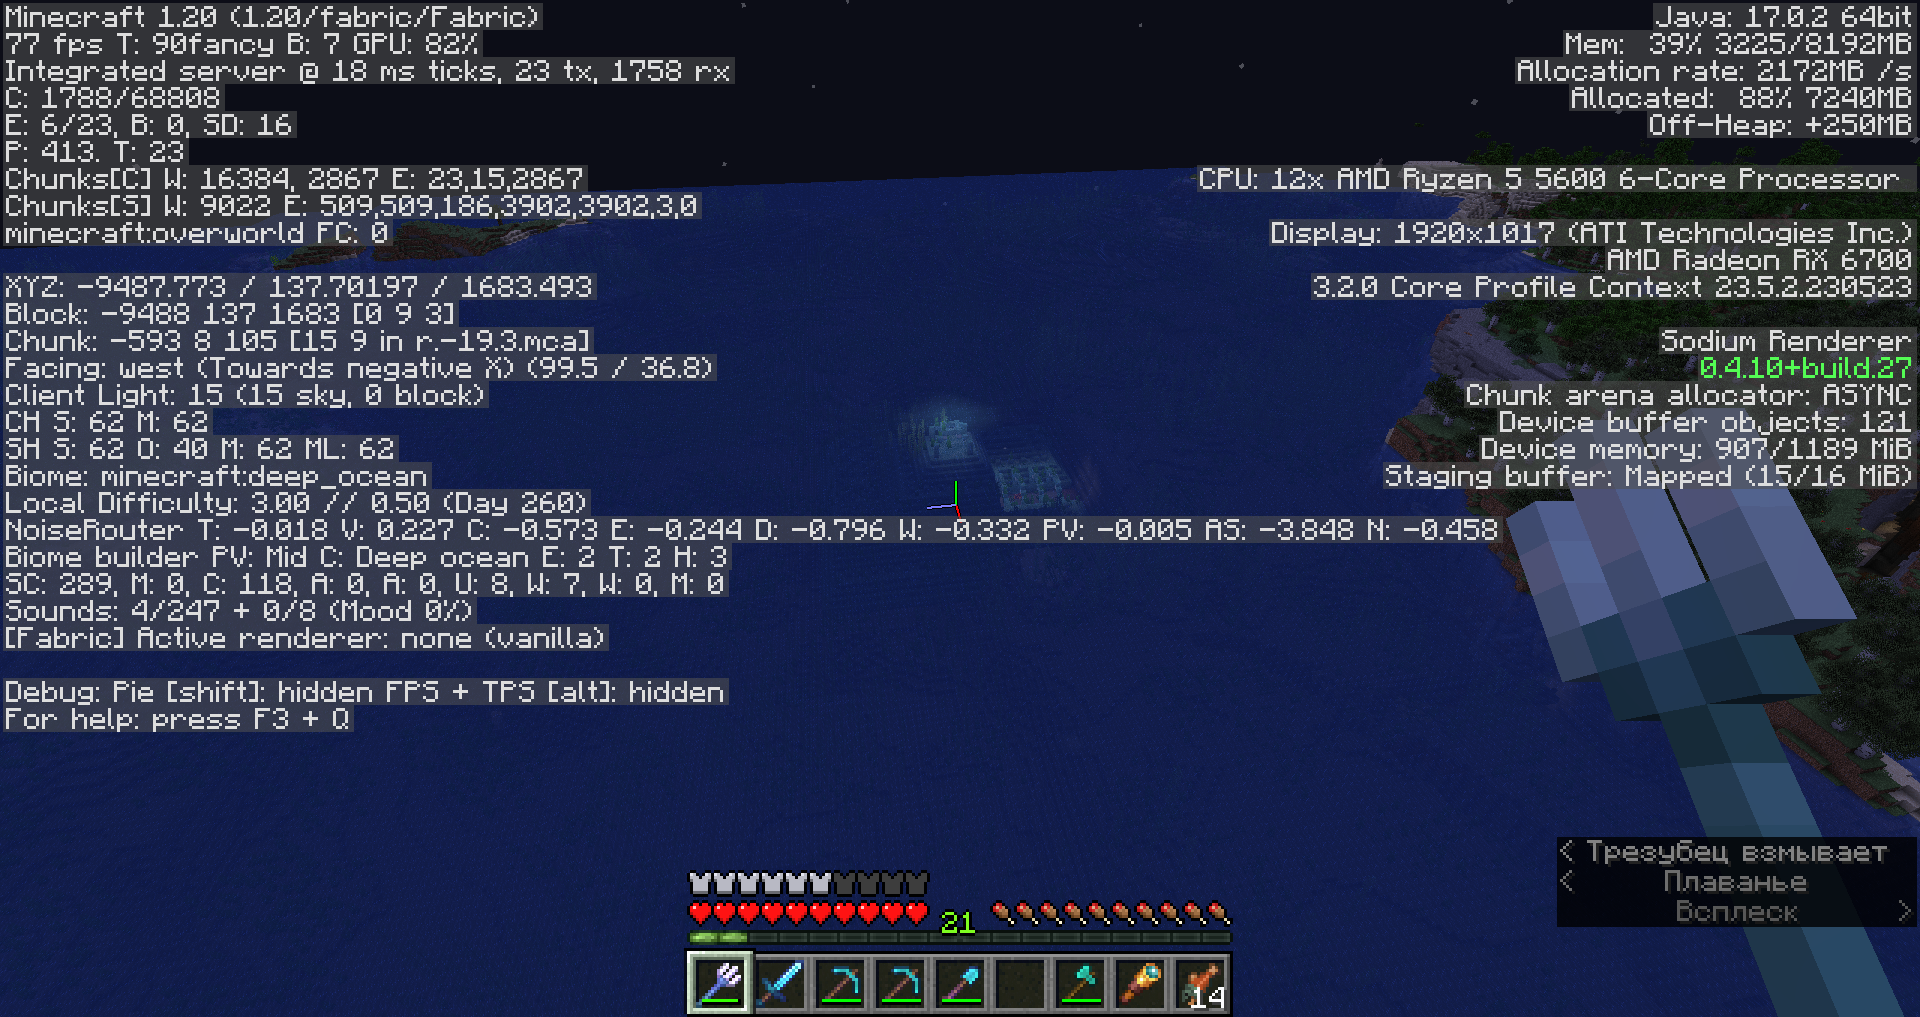 Minecraft 1.20 (1.20/fabric/Fabric)
77 fps T: 90fancy B: 7 GPU: 82%
Integrated server @ 18 ms ticks, 23 tx, 1758 rx
C: 1788/68808
E: 6/23, B: 0, SD: 16
P: 413. T: 23
Chunks[C] W: 16384, 2867 E: 23,15,2867
Chunks[S] W: 9022 E: 509,509,186,3902,3902,3,0
minecraft:overworld FC: 0
XYZ: -9487.773 / 137.70197 / 1683.493
Block: -9488 137 1683 [0 9 3]
Chunk: -593 8 105 [15 9 in r.-19.3.mca]
Facing: west (Towards negative X) (99.5 / 36.8)
Client Light: 15 (15 sky, 0 block)
CH S: 62 M: 62
SH S: 62 O: 40 M: 62 ML: 62
Biome: minecraft:deep_ocean
Local Difficulty: 3.00 // 0.50 (Day 260)
NoiseRouter T: -0.018 V: 0.227 C: -0.573 E: -0.244 D: -0.796 W: -0.332 PV: -0.005 AS: -3.848 N: -0.458
Biome builder PV: Mid C: Deep ocean E: 2 T: 2 H: 3
SC: 289, M: 0, C: 118, A: 0, A: 0, U: 8, W: 7, W: 0, M: 0
Sounds: 4/247 + 0/8 (Mood 0%)
[Fabric] Active renderer: none (vanilla)
Debug: Pie [shift]: hidden FPS + TPS [alt]: hidden
For help: press F3 + Q
Java: 17.0.2 64bit
Mem: 39% 3225/8192MB
Allocation rate: 2172MB /s
Allocated: 88% 7240MB
Off-Heap: +250MB
CPU: 12x AMD Ryzen 5 5600 6-Core Processor
Display: 1920x1017 (ATI Technologies Inc.)
AMD Radeon RX 6700
3.2.0 Core Profile Context 23.5.2.230523
Sodium Renderer
0.4.10+build.27
Chunk arena allocator: ASYNC
Device buffer objects: 121
Device memory: 907/1189 MiB
Staging buffer: Mapped (15/16 MiB)
< Трезубец взмывает
< Плаванье
Всплеск >
21
14